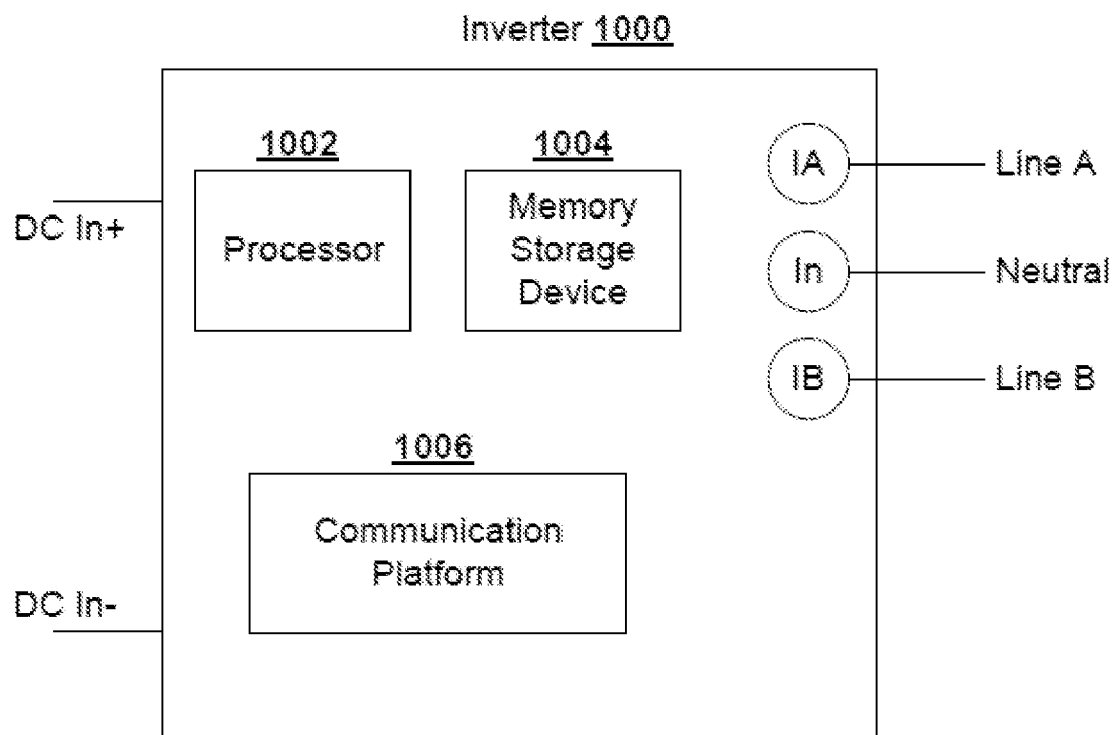 Inverter 1000
1002
1004
IA
Line A
DC In+
Processor
Memory
Storage
Device
In
Neutral
IB
Line B
1006
Communication
Platform
DC In-